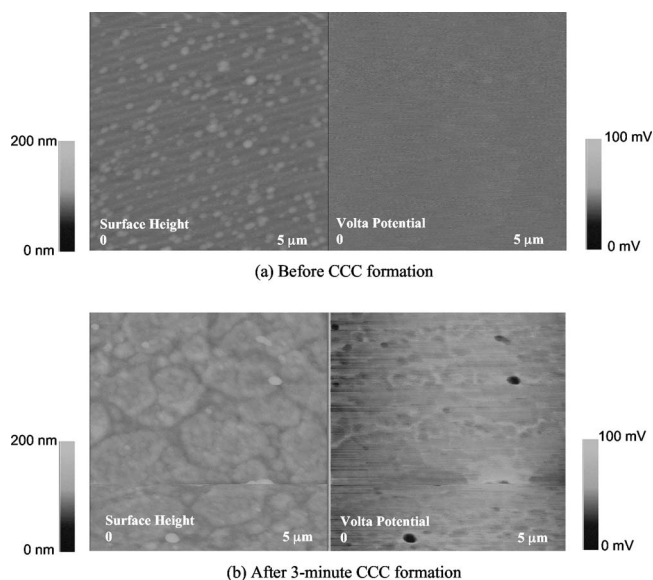 200 nm
0 nm
Surface Height
0 5 µm
Volta Potential
0 5 µm
100 mV
0 mV
(a) Before CCC formation
200 nm
0 nm
Surface Height
0 5 µm
Volta Potential
0 5 µm
100 mV
0 mV
(b) After 3-minute CCC formation